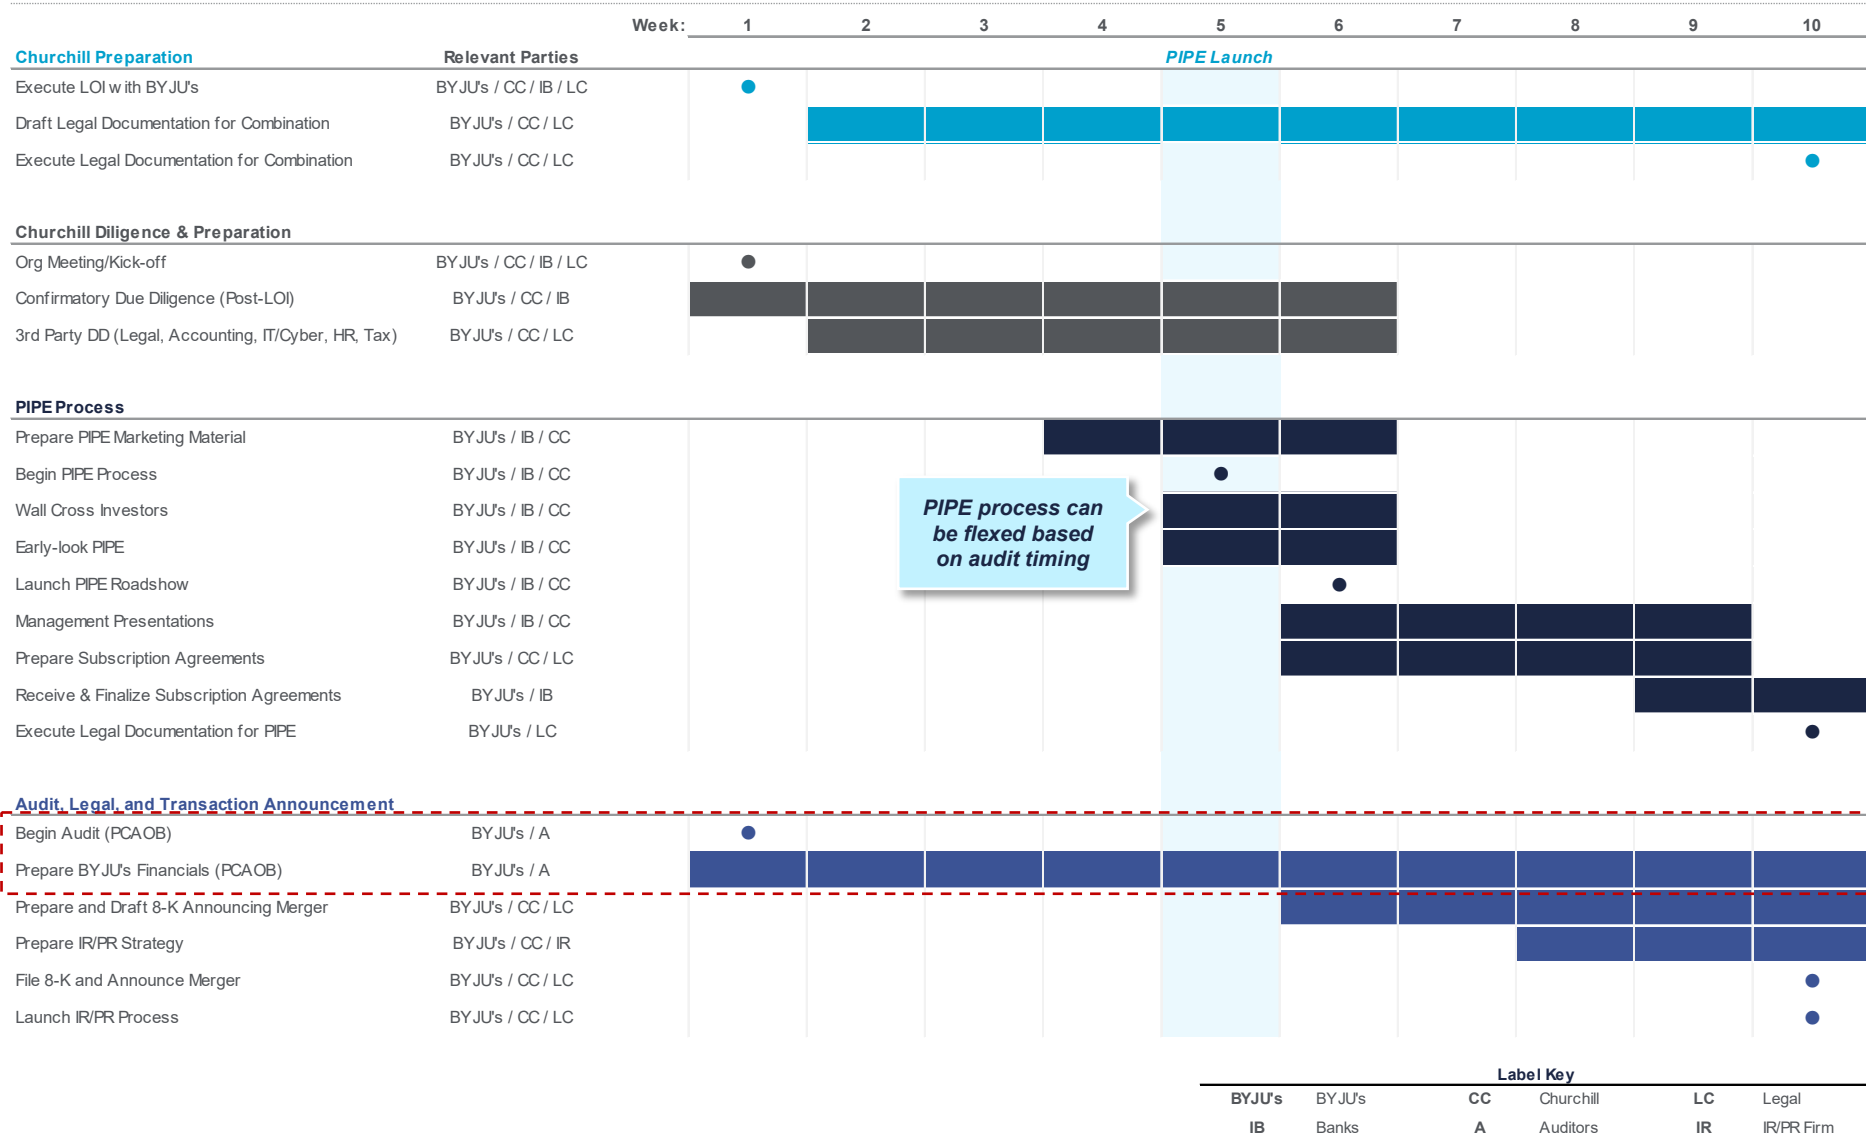 Week: 1 2 3 4 5 6 7 8 9 10
Churchill Preparation Relevant Parties PIPE Launch
Execute LOI with BYJU's BYJU's / CC / IB / LC
Draft Legal Documentation for Combination BYJU's / CC / LC
Execute Legal Documentation for Combination BYJU's / CC / LC
Churchill Diligence & Preparation
Org Meeting/Kick-off BYJU's / CC / IB / LC
Confirmatory Due Diligence (Post-LOI) BYJU's / CC / IB
3rd Party DD (Legal, Accounting, IT/Cyber, HR, Tax) BYJU's / CC / LC
PIPE Process
Prepare PIPE Marketing Material BYJU's / IB / CC
Begin PIPE Process BYJU's / IB / CC
Wall Cross Investors BYJU's / IB / CC
Early-look PIPE BYJU's / IB / CC
PIPE process can
be flexed based
on audit timing
Launch PIPE Roadshow BYJU's / IB / CC
Management Presentations BYJU's / IB / CC
Prepare Subscription Agreements BYJU's / CC / LC
Receive & Finalize Subscription Agreements BYJU's / IB
Execute Legal Documentation for PIPE BYJU's / LC
Audit, Legal, and Transaction Announcement
Begin Audit (PCAOB) BYJU's / A
Prepare BYJU's Financials (PCAOB) BYJU's / A
Prepare and Draft 8-K Announcing Merger BYJU's / CC / LC
Prepare IR/PR Strategy BYJU's / CC / IR
File 8-K and Announce Merger BYJU's / CC / LC
Launch IR/PR Process BYJU's / CC / LC
Label Key
BYJU's BYJU's CC Churchill LC Legal
IB Banks A Auditors IR IR/PR Firm